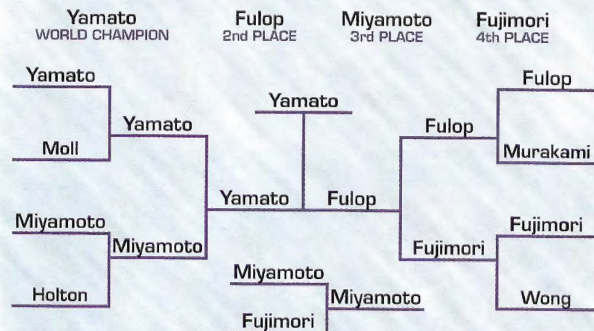 Yamato Fulop Miyamoto Fujimori
WORLD CHAMPION 2nd PLACE 3rd PLACE 4th PLACE
Yamato
Moll
Miyamoto
Holton
Yamato
Miyamoto
Yamato
Yamato
Fulop
Fulop
Fujimori
Fulop
Murakami
Fujimori
Wong
Miyamoto
Fujimori
Miyamoto